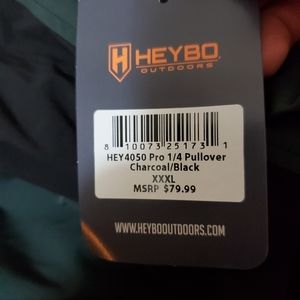 HEYBO
OUTDOORS
8 10073 25173 1
HEY4050 Pro 1/4 Pullover
Charcoal/Black
XXXL
MSRP $79.99
WWW.HEYBOOUTDOORS.COM